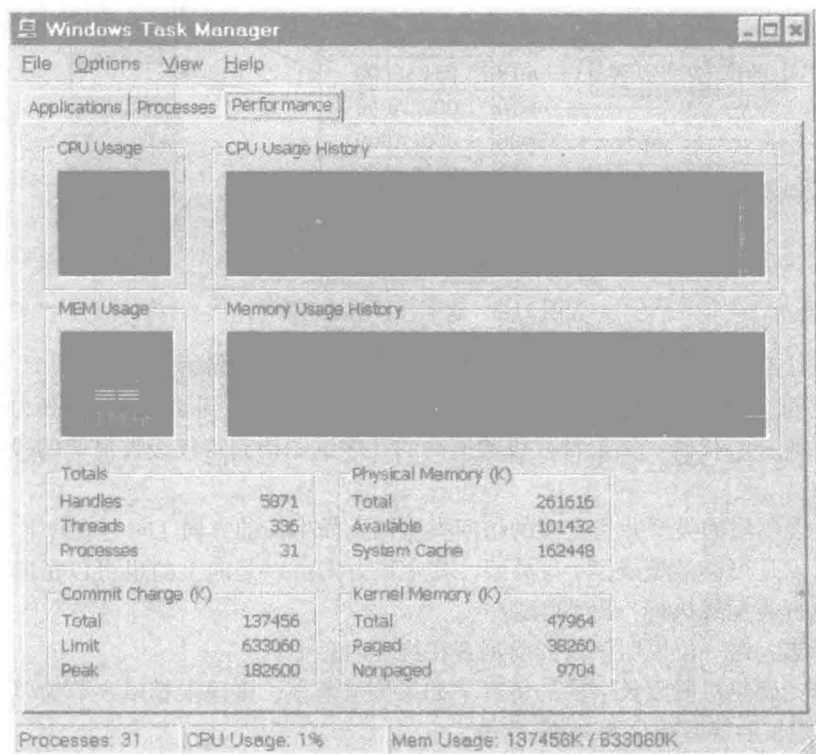 Windows Task Manager
File Options View Help
Applications Processes Performance
CPU Usage CPU Usage History
MEM Usage Memory Usage History
Totals
Handles 5871
Threads 336
Processes 31
Physical Memory (K)
Total 261616
Available 101432
System Cache 162448
Commit Charge (K)
Total 137456
Limit 633060
Peak 182600
Kernel Memory (K)
Total 47964
Paged 38260
Nonpaged 9704
Processes: 31 CPU Usage: 1% Mem Usage: 137456K / 633060K